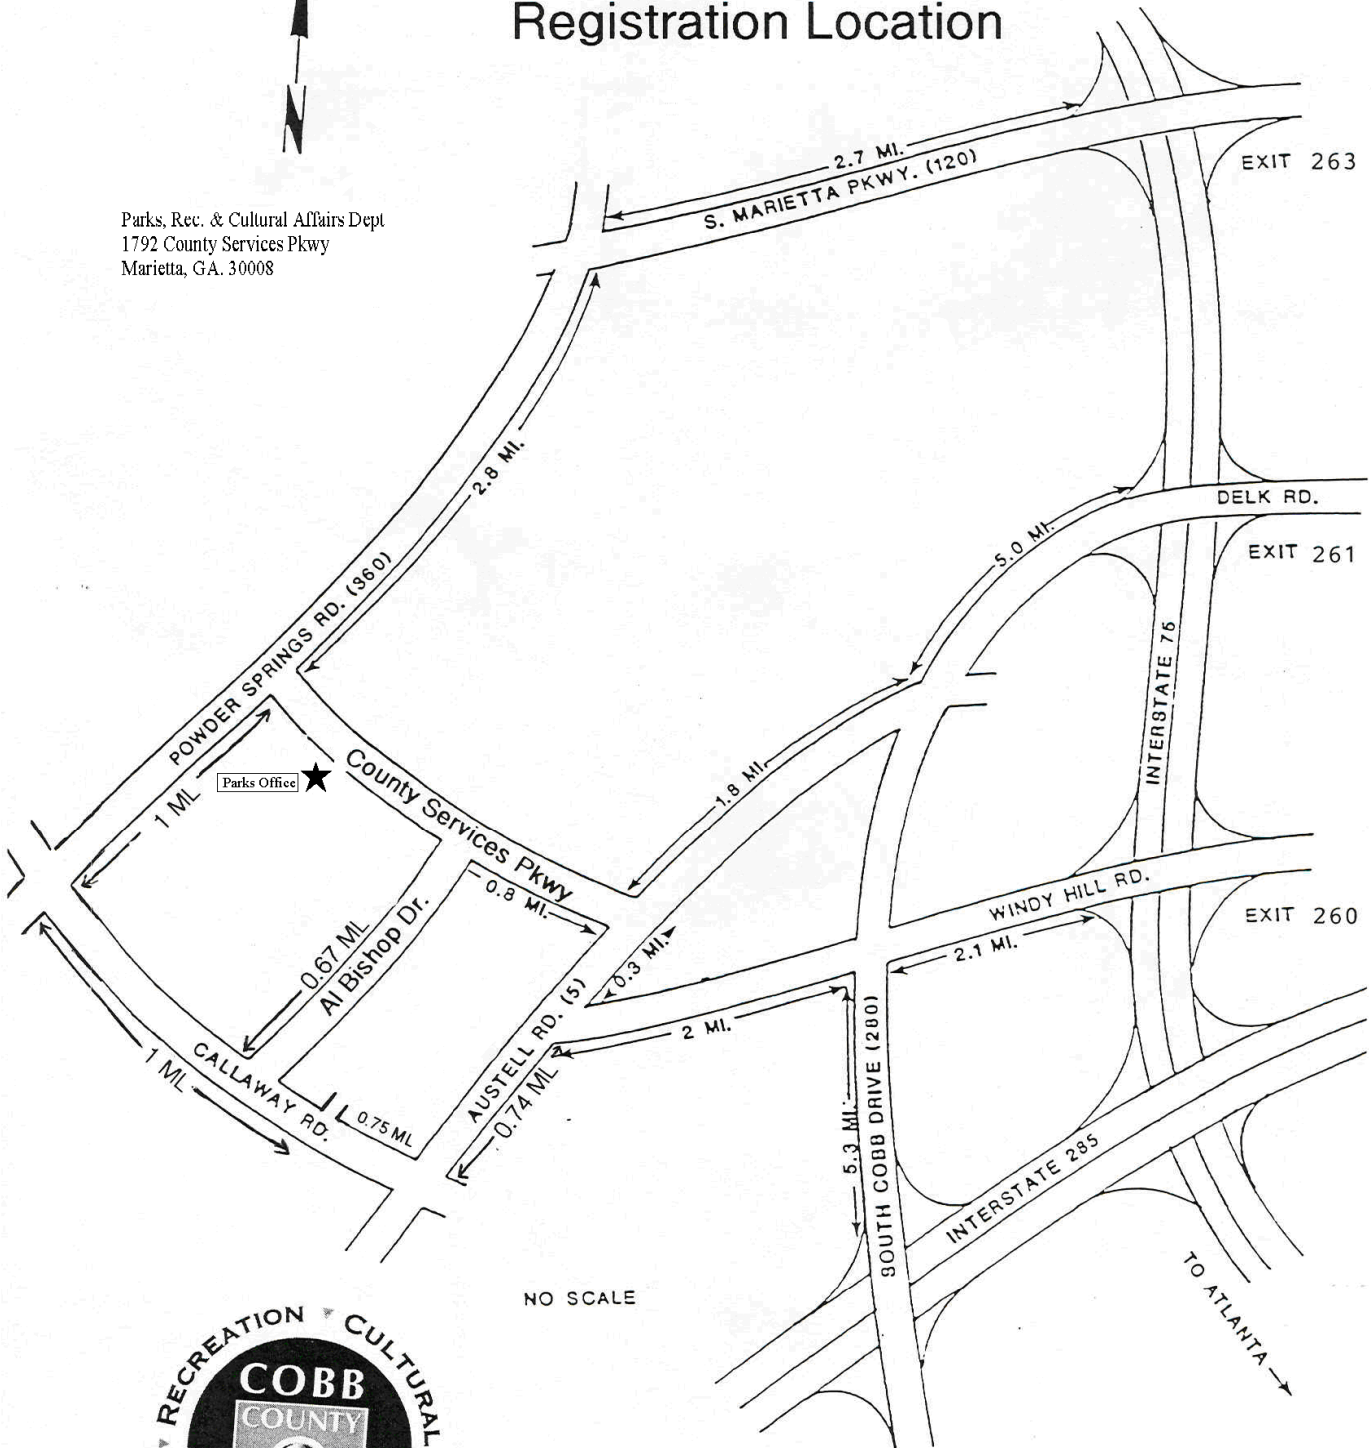 Registration Location
N
2.7 MI.
S. MARIETTA PKWY. (120)
EXIT 263
Parks, Rec. & Cultural Affairs Dept
1792 County Services Pkwy
Marietta, GA. 30008
2.8 MI.
DELK RD.
5.0 MI.
EXIT 261
POWDER SPRINGS RD. (360)
INTERSTATE 75
County Services Pkwy
Parks Office
1 MI.
1.8 MI.
0.8 MI.
WINDY HILL RD.
EXIT 260
2.1 MI.
0.67 MI.
Al Bishop Dr.
0.3 MI.
AUSTELL RD. (5)
2 MI.
SOUTH COBB DRIVE (280)
CALLAWAY RD.
1 MI.
0.74 MI.
0.75 MI.
5.3 MI.
INTERSTATE 285
NO SCALE
TO ATLANTA
RECREATION CULTURAL
COBB
COUNTY